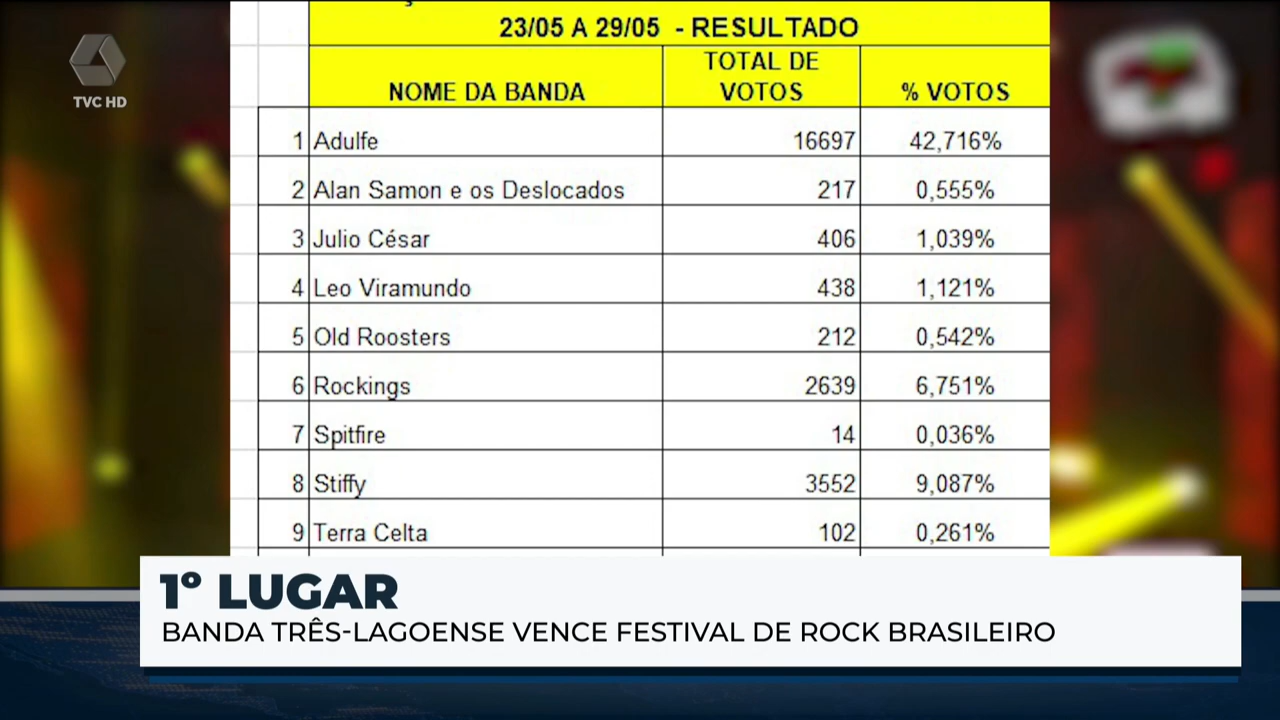 23/05 A 29/05 - RESULTADO
NOME DA BANDA TOTAL DE VOTOS % VOTOS
1 Adulfe 16697 42,716%
2 Alan Samon e os Deslocados 217 0,555%
3 Julio César 406 1,039%
4 Leo Viramundo 438 1,121%
5 Old Roosters 212 0,542%
6 Rockings 2639 6,751%
7 Spitfire 14 0,036%
8 Stiffy 3552 9,087%
9 Terra Celta 102 0,261%
TVC HD
1º LUGAR
BANDA TRÊS-LAGOENSE VENCE FESTIVAL DE ROCK BRASILEIRO